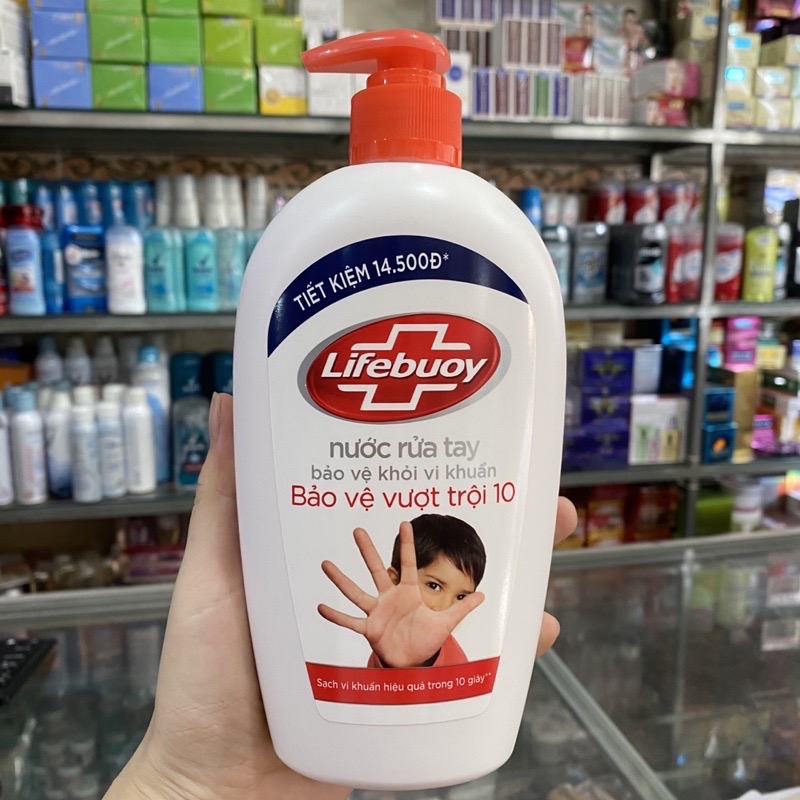 TIẾT KIỆM 14.500Đ*
Lifebuoy
nước rửa tay
bảo vệ khỏi vi khuẩn
Bảo vệ vượt trội 10
Sạch vi khuẩn hiệu quả trong 10 giây**